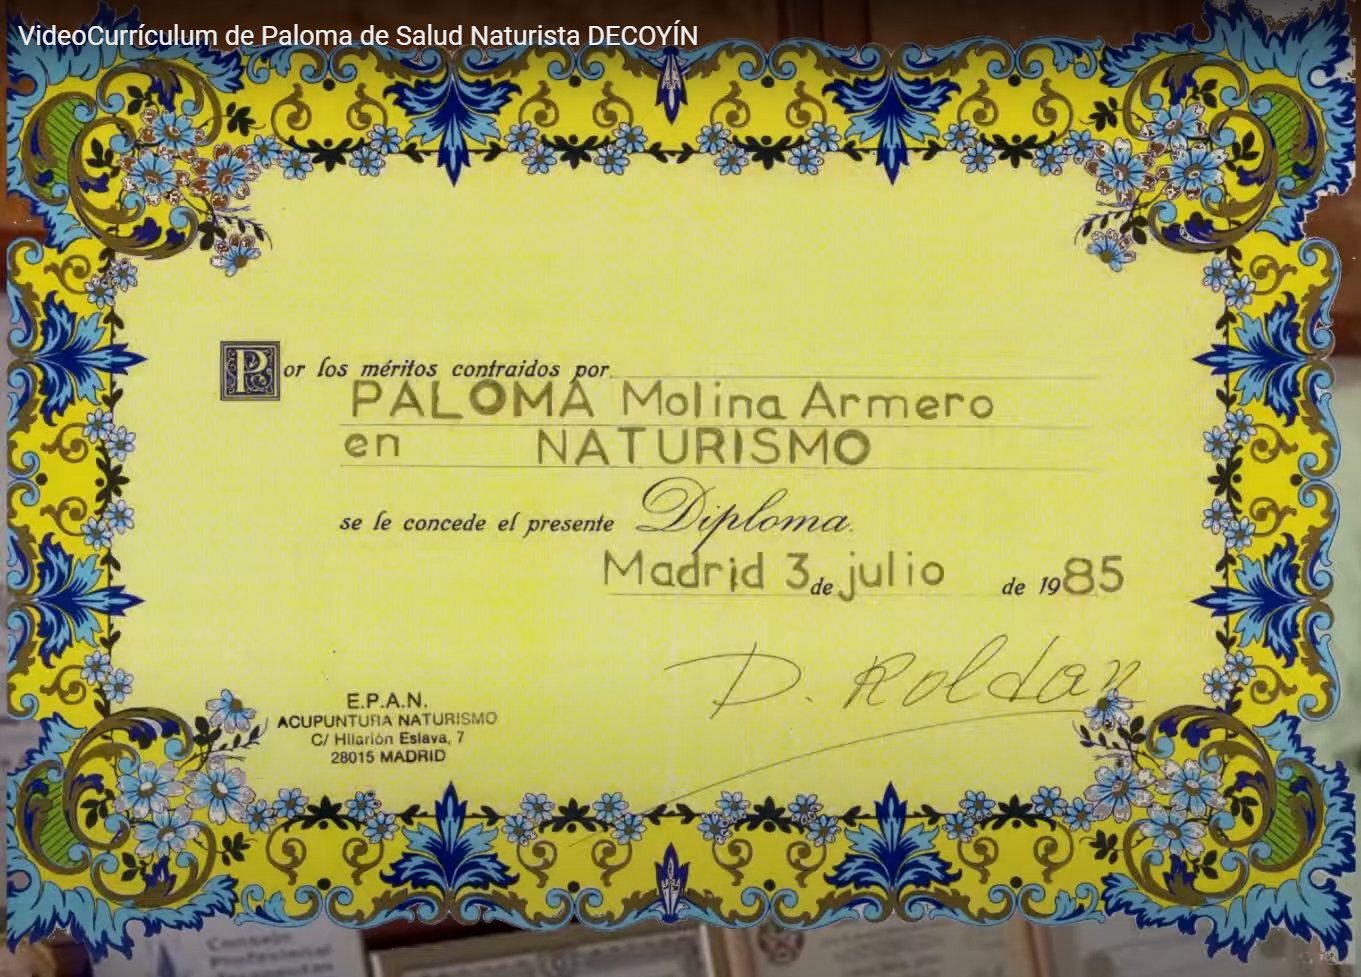 VideoCurrículum de Paloma de Salud Naturista DECOYÍN
Por los méritos contraidos por
PALOMA Molina Armero
en NATURISMO
se le concede el presente Diploma.
Madrid 3 de julio de 1985
D. Roldan
E.P.A.N.
ACUPUNTURA NATURISMO
C/ Hilarión Eslava, 7
28015 MADRID